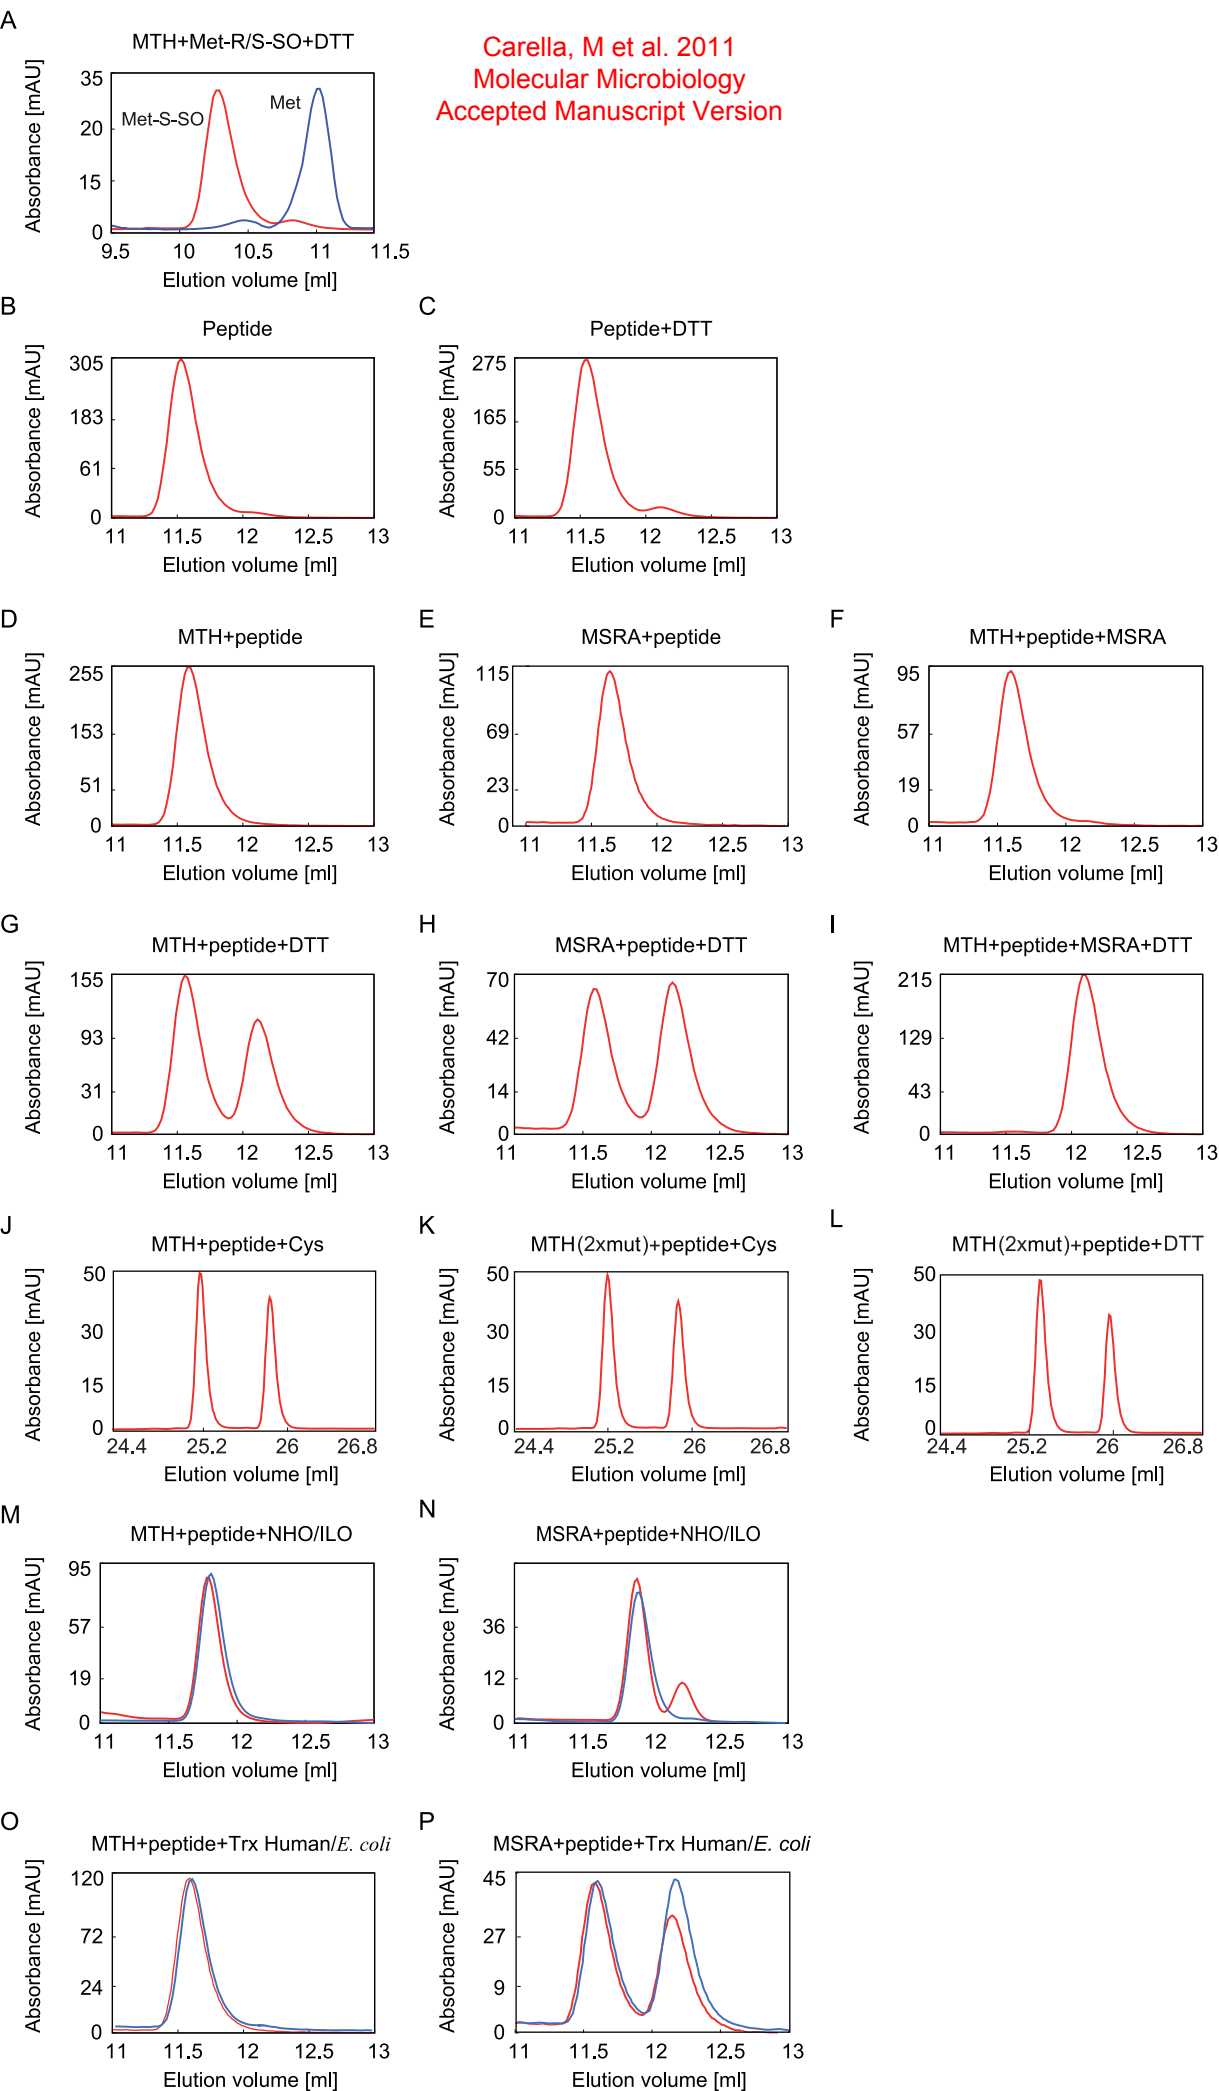 A
MTH+Met-R/S-SO+DTT
Carella, M et al. 2011
Molecular Microbiology
Accepted Manuscript Version
Absorbance [mAU]
35
20
15
0
Met-S-SO
Met
9.5 10 10.5 11 11.5
Elution volume [ml]
B
Peptide
Absorbance [mAU]
305
183
61
0
11 11.5 12 12.5 13
Elution volume [ml]
C
Peptide+DTT
Absorbance [mAU]
275
165
55
0
11 11.5 12 12.5 13
Elution volume [ml]
D
MTH+peptide
Absorbance [mAU]
255
153
51
0
11 11.5 12 12.5 13
Elution volume [ml]
E
MSRA+peptide
Absorbance [mAU]
115
69
23
0
11 11.5 12 12.5 13
Elution volume [ml]
F
MTH+peptide+MSRA
Absorbance [mAU]
95
57
19
0
11 11.5 12 12.5 13
Elution volume [ml]
G
MTH+peptide+DTT
Absorbance [mAU]
155
93
31
0
11 11.5 12 12.5 13
Elution volume [ml]
H
MSRA+peptide+DTT
Absorbance [mAU]
70
42
14
0
11 11.5 12 12.5 13
Elution volume [ml]
I
MTH+peptide+MSRA+DTT
Absorbance [mAU]
215
129
43
0
11 11.5 12 12.5 13
Elution volume [ml]
J
MTH+peptide+Cys
Absorbance [mAU]
50
30
15
0
24.4 25.2 26 26.8
Elution volume [ml]
K
MTH(2xmut)+peptide+Cys
Absorbance [mAU]
50
30
15
0
24.4 25.2 26 26.8
Elution volume [ml]
L
MTH(2xmut)+peptide+DTT
Absorbance [mAU]
50
30
15
0
24.4 25.2 26 26.8
Elution volume [ml]
M
MTH+peptide+NHO/ILO
Absorbance [mAU]
95
57
19
0
11 11.5 12 12.5 13
Elution volume [ml]
N
MSRA+peptide+NHO/ILO
Absorbance [mAU]
36
12
0
11 11.5 12 12.5 13
Elution volume [ml]
O
MTH+peptide+Trx Human/E. coli
Absorbance [mAU]
120
72
24
0
11 11.5 12 12.5 13
Elution volume [ml]
P
MSRA+peptide+Trx Human/E. coli
Absorbance [mAU]
45
27
9
0
11 11.5 12 12.5 13
Elution volume [ml]